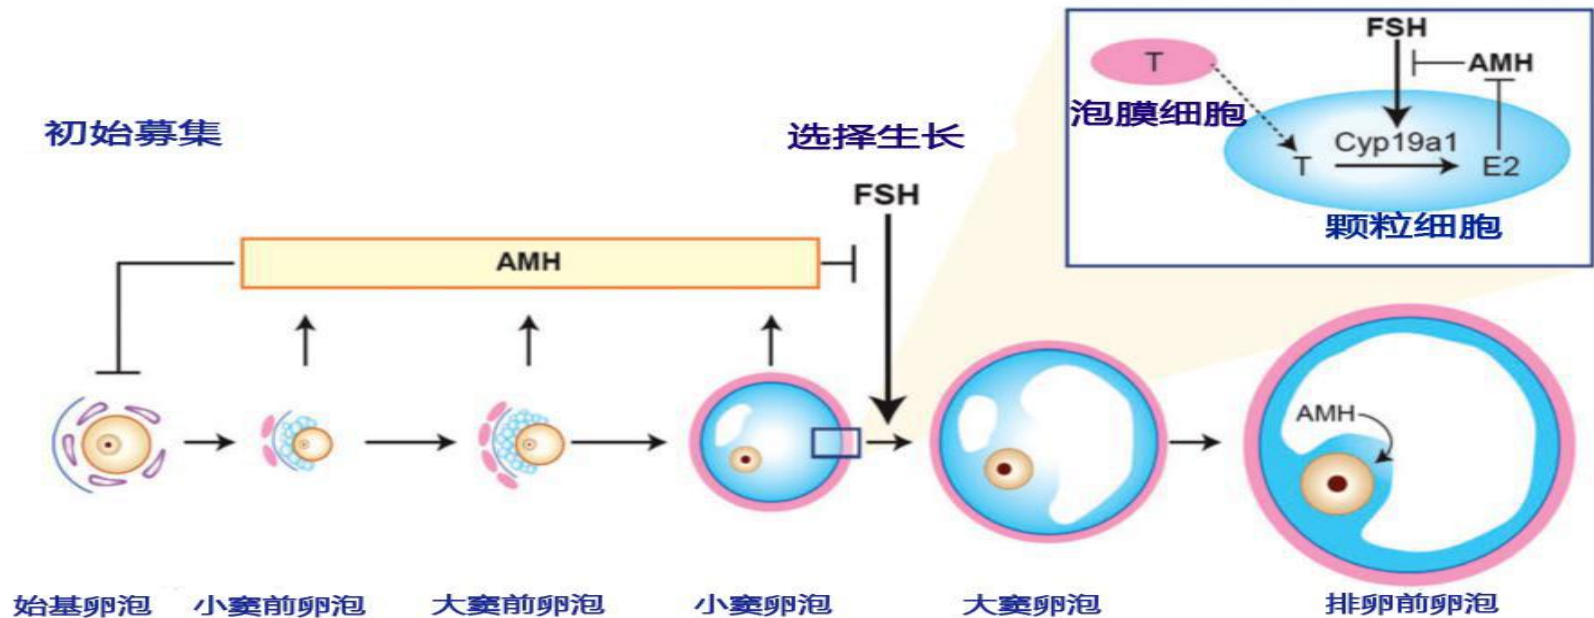 初始募集
选择生长
FSH
AMH
T
泡膜细胞
FSH
AMH
Cyp19a1
T
E2
颗粒细胞
AMH
始基卵泡
小窦前卵泡
大窦前卵泡
小窦卵泡
大窦卵泡
排卵前卵泡